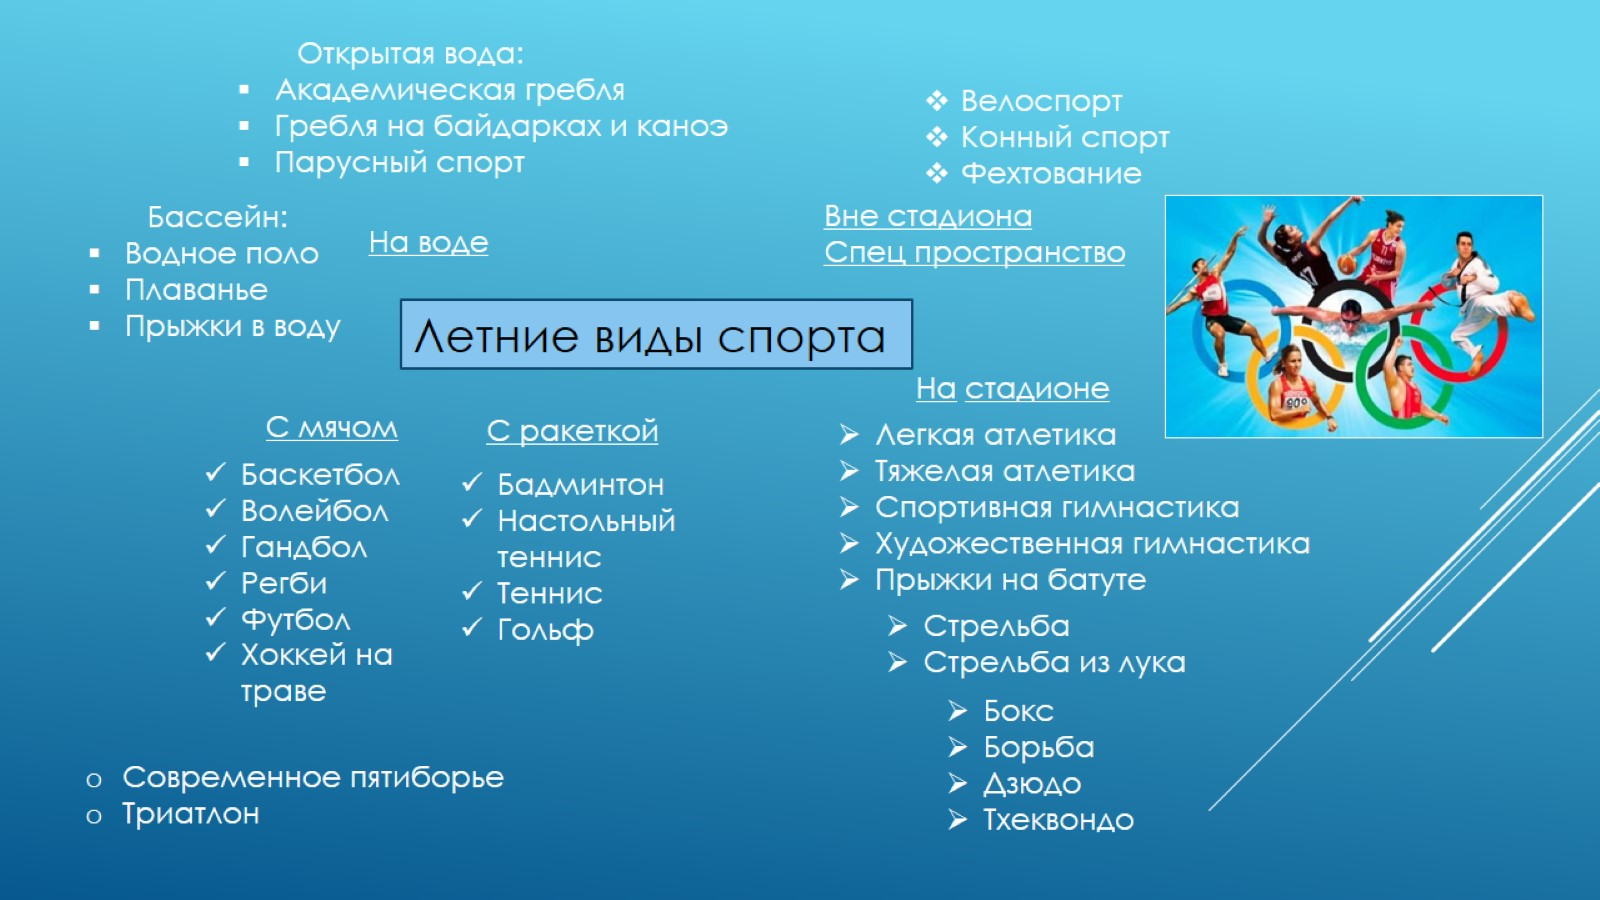 Открытая вода:
Академическая гребля
Гребля на байдарках и каноэ
Парусный спорт
Велоспорт
Конный спорт
Фехтование
Бассейн:
Водное поло
Плаванье
Прыжки в воду
На воде
Вне стадиона
Спец пространство
Летние виды спорта
На стадионе
Легкая атлетика
Тяжелая атлетика
Спортивная гимнастика
Художественная гимнастика
Прыжки на батуте
Стрельба
Стрельба из лука
Бокс
Борьба
Дзюдо
Тхеквондо
С мячом
Баскетбол
Волейбол
Гандбол
Регби
Футбол
Хоккей на
траве
С ракеткой
Бадминтон
Настольный
теннис
Теннис
Гольф
Современное пятиборье
Триатлон